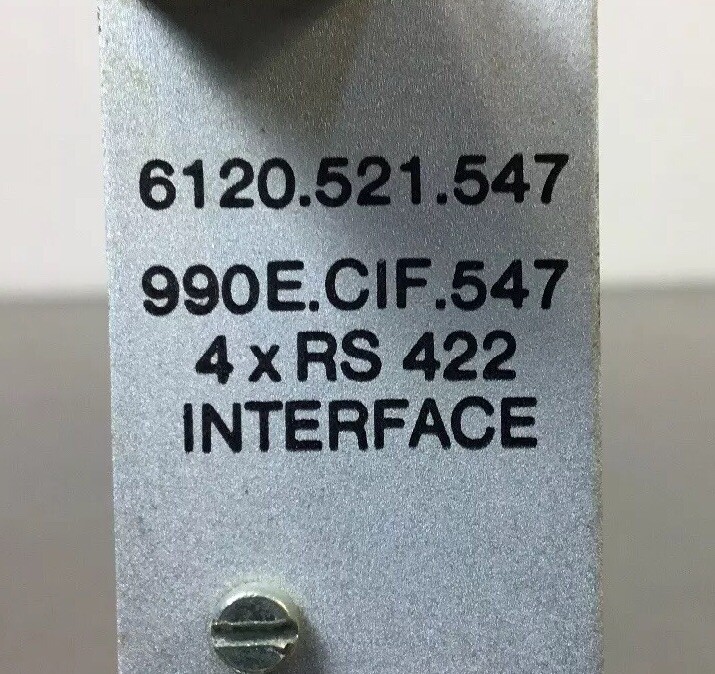 6120.521.547
990E.CIF.547
4 x RS 422
INTERFACE